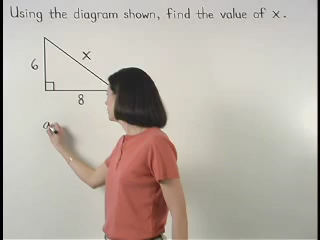 Using the diagram shown, find the value of x.
x
6
8
a